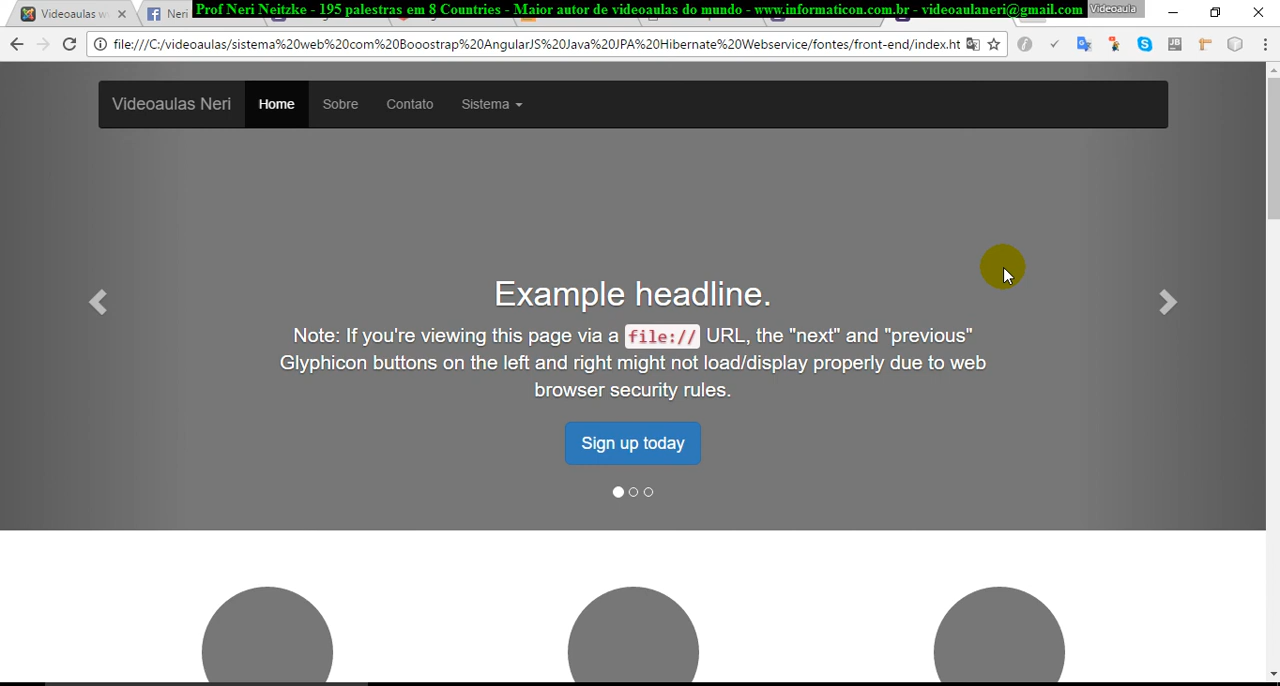 Videoaulas w
Neri
Prof Neri Neitzke - 195 palestras em 8 Countries - Maior autor de videoaulas do mundo - www.informaticon.com.br - videoaulaneri@gmail.com
Videoaula
file:///C:/videoaulas/sistema%20web%20com%20Booostrap%20AngularJS%20Java%20JPA%20Hibernate%20Webservice/fontes/front-end/index.ht
Videoaulas Neri Home Sobre Contato Sistema
Example headline.
Note: If you're viewing this page via a file:// URL, the "next" and "previous"
Glyphicon buttons on the left and right might not load/display properly due to web
browser security rules.
Sign up today